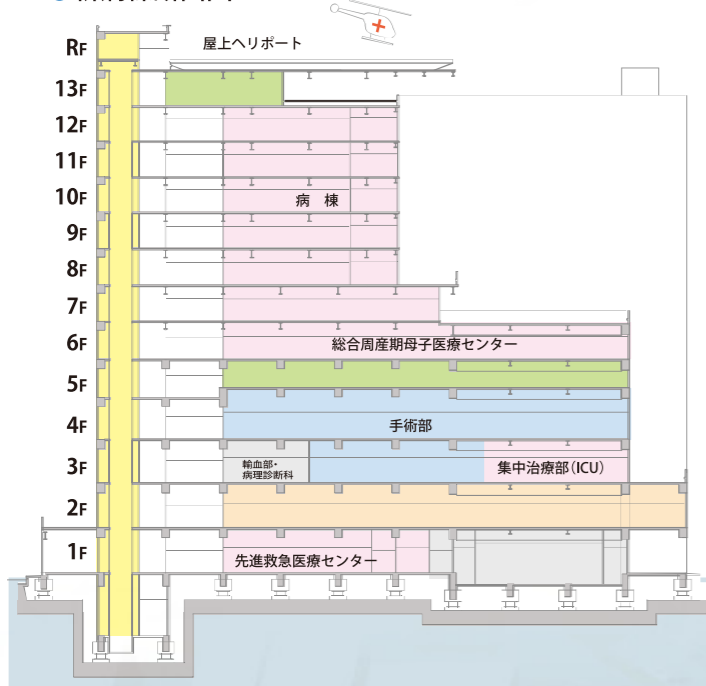 RF
屋上ヘリポート
13F
12F
11F
10F
病 棟
9F
8F
7F
6F
総合周産期母子医療センター
5F
4F
手術部
3F
輸血部・
病理診断科
集中治療部(ICU)
2F
1F
先進救急医療センター